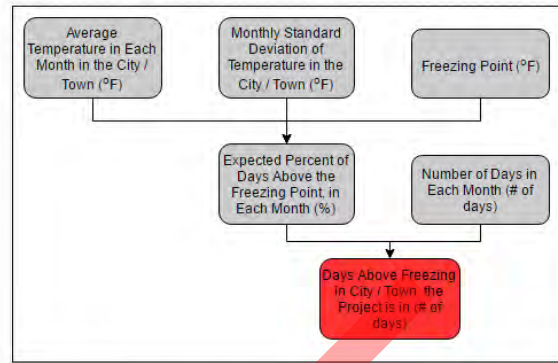 Average
Temperature in Each
Month in the City /
Town (°F)
Monthly Standard
Deviation of
Temperature in the
City / Town (°F)
Freezing Point (°F)
Expected Percent of
Days Above the
Freezing Point, in
Each Month (%)
Number of Days in
Each Month (# of
days)
Days Above Freezing
in City / Town the
Project is in (# of
days)